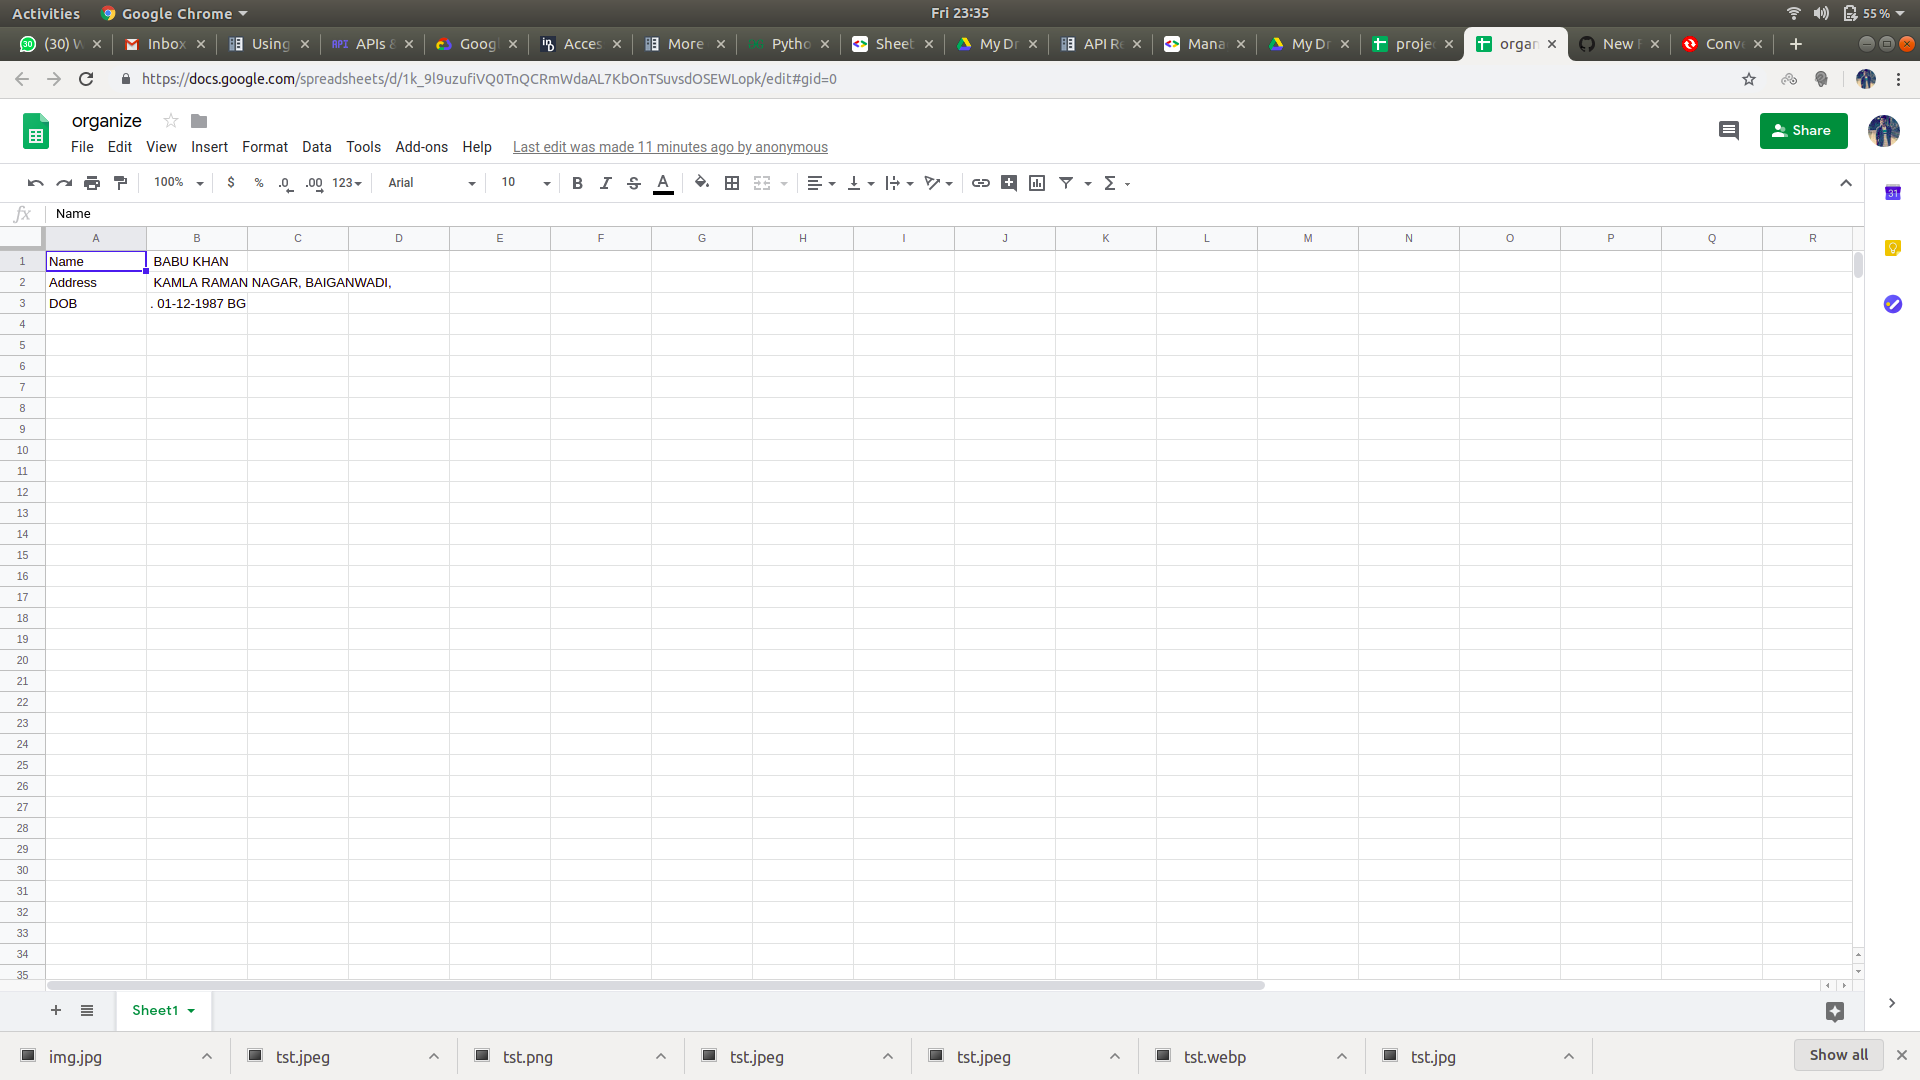 Activities Google Chrome Fri 23:35 55 %
(30) W Inbox Using APIs & Googl Acces More Pytho Sheet My Dr API Re Mana My Dr projec organ New Conve
https://docs.google.com/spreadsheets/d/1k_9l9uzufiVQ0TnQCRmWdaAL7KbOnTSuvsdOSEWLopk/edit#gid=0
organize
File Edit View Insert Format Data Tools Add-ons Help Last edit was made 11 minutes ago by anonymous
Share
100% $ % .0 .00 123 Arial 10 B I S A Σ
31
fx Name
A B C D E F G H I J K L M N O P Q R
1 Name BABU KHAN
2 Address KAMLA RAMAN NAGAR, BAIGANWADI,
3 DOB . 01-12-1987 BG
4
5
6
7
8
9
10
11
12
13
14
15
16
17
18
19
20
21
22
23
24
25
26
27
28
29
30
31
32
33
34
35
Sheet1
img.jpg tst.jpeg tst.png tst.jpeg tst.jpeg tst.webp tst.jpg Show all